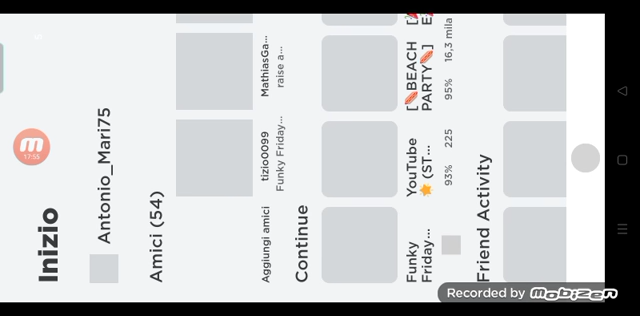 Inizio
Antonio_Mari75
Amici (54)
Aggiungi amici
tizio0099
Funky Friday...
MathiasGa...
raise a...
Continue
Funky
Friday...
YouTube
⭐ (ST...
93%
225
[🌭BEACH
PARTY🌭]
95%
16,3 mila
Friend Activity
17:55
Recorded by mobizen